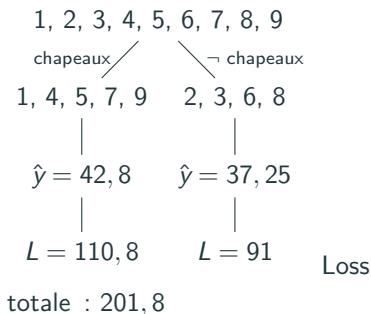 1, 2, 3, 4, 5, 6, 7, 8, 9
chapeaux ¬ chapeaux
1, 4, 5, 7, 9 2, 3, 6, 8
ŷ = 42, 8 ŷ = 37, 25
L = 110, 8 L = 91
Loss
totale : 201, 8